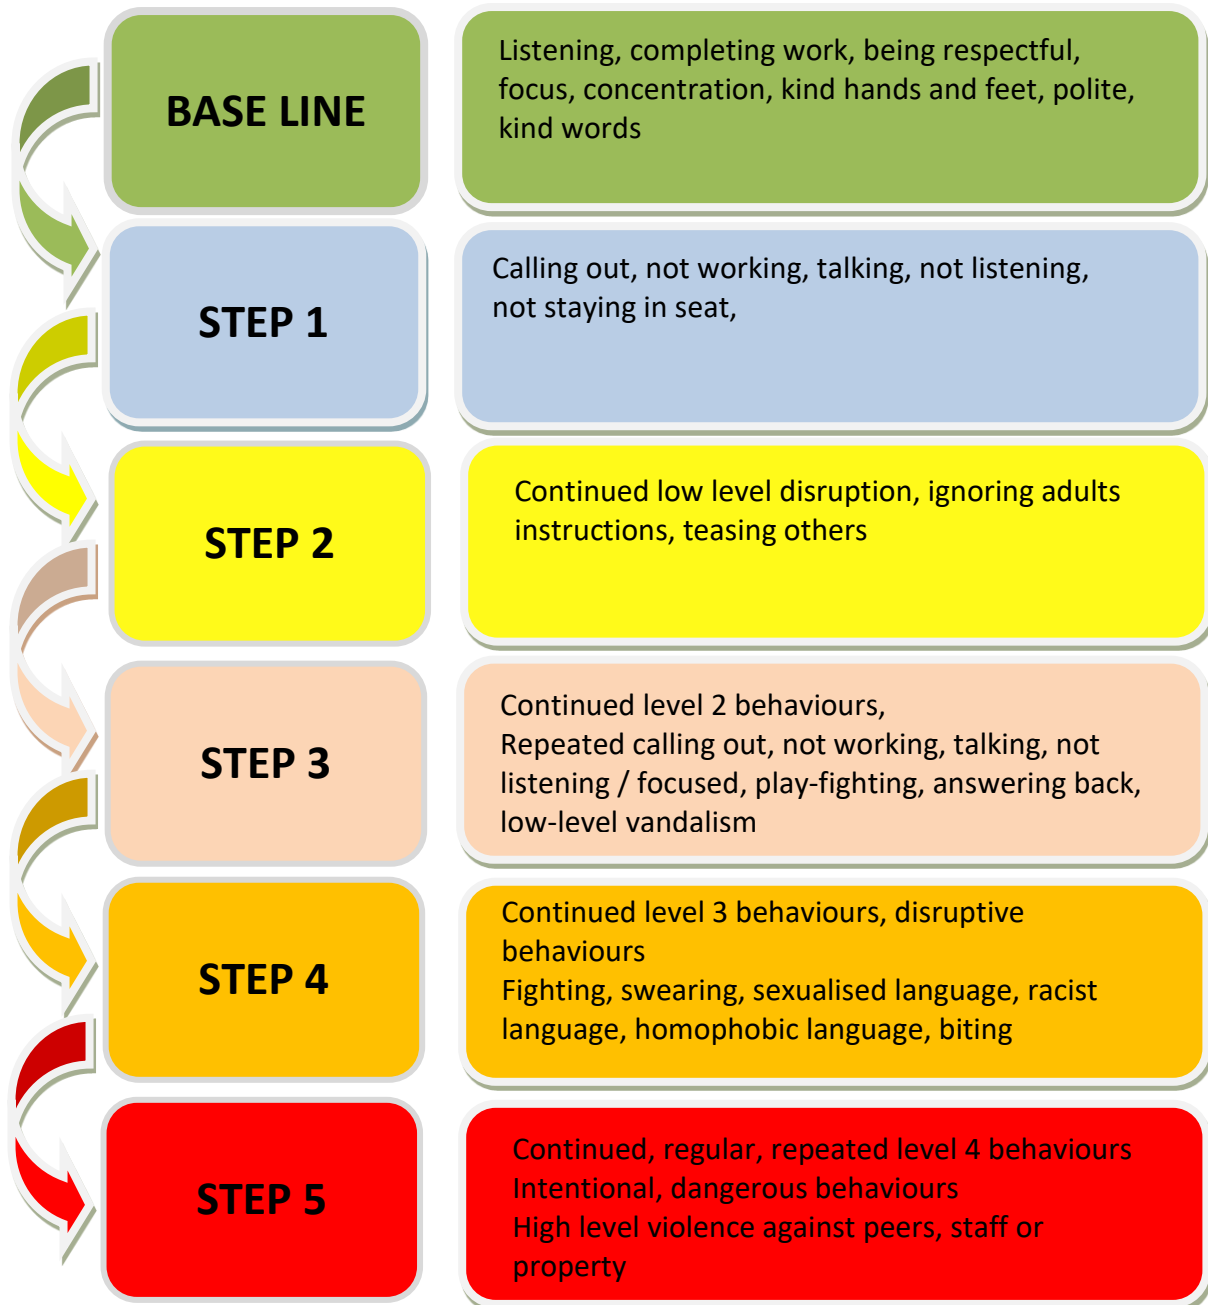 BASE LINE
Listening, completing work, being respectful,
focus, concentration, kind hands and feet, polite,
kind words
STEP 1
Calling out, not working, talking, not listening,
not staying in seat,
STEP 2
Continued low level disruption, ignoring adults
instructions, teasing others
STEP 3
Continued level 2 behaviours,
Repeated calling out, not working, talking, not
listening / focused, play-fighting, answering back,
low-level vandalism
STEP 4
Continued level 3 behaviours, disruptive
behaviours
Fighting, swearing, sexualised language, racist
language, homophobic language, biting
STEP 5
Continued, regular, repeated level 4 behaviours
Intentional, dangerous behaviours
High level violence against peers, staff or
property